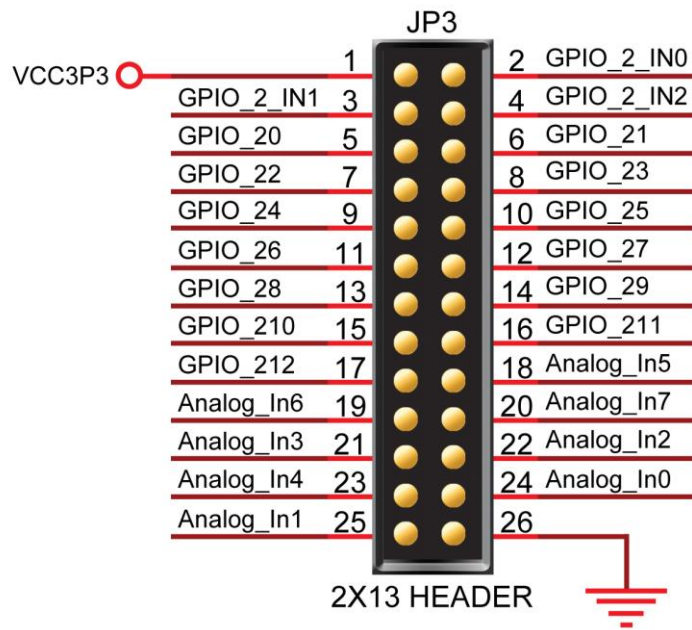 JP3
VCC3P3 1 2 GPIO_2_IN0
GPIO_2_IN1 3 4 GPIO_2_IN2
GPIO_20 5 6 GPIO_21
GPIO_22 7 8 GPIO_23
GPIO_24 9 10 GPIO_25
GPIO_26 11 12 GPIO_27
GPIO_28 13 14 GPIO_29
GPIO_210 15 16 GPIO_211
GPIO_212 17 18 Analog_In5
Analog_In6 19 20 Analog_In7
Analog_In3 21 22 Analog_In2
Analog_In4 23 24 Analog_In0
Analog_In1 25 26
2X13 HEADER